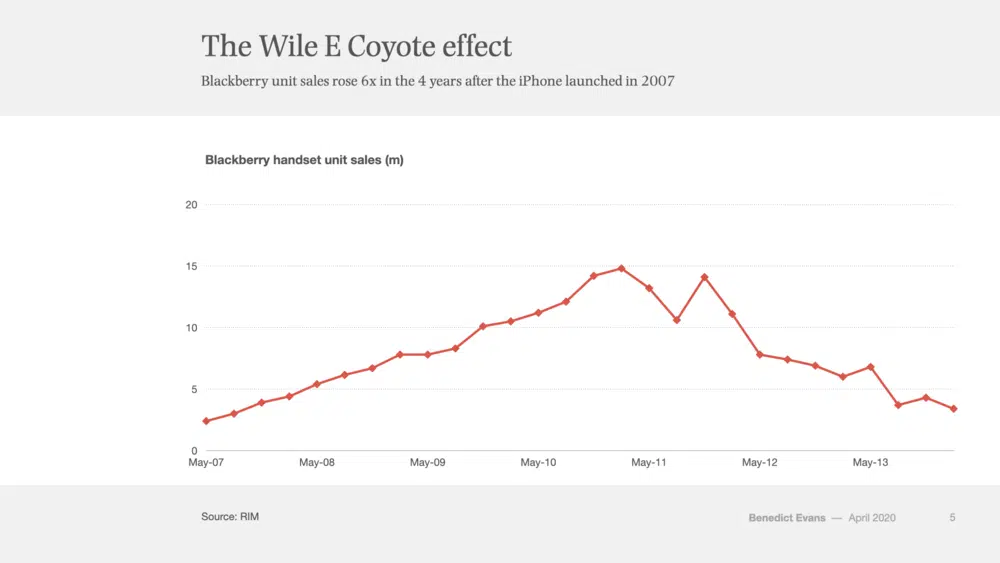 The Wile E Coyote effect
Blackberry unit sales rose 6x in the 4 years after the iPhone launched in 2007
Blackberry handset unit sales (m)
20
15
10
5
0
May-07 May-08 May-09 May-10 May-11 May-12 May-13
Source: RIM
Benedict Evans — April 2020 5